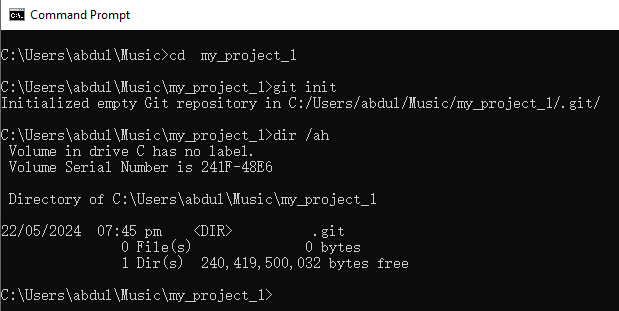 Command Prompt
C:\Users\abdul\Music>cd  my_project_1
C:\Users\abdul\Music\my_project_1>git init
Initialized empty Git repository in C:/Users/abdul/Music/my_project_1/.git/
C:\Users\abdul\Music\my_project_1>dir /ah
 Volume in drive C has no label.
 Volume Serial Number is 241F-48E6
 Directory of C:\Users\abdul\Music\my_project_1
22/05/2024  07:45 pm    <DIR>          .git
               0 File(s)              0 bytes
               1 Dir(s)  240,419,500,032 bytes free
C:\Users\abdul\Music\my_project_1>